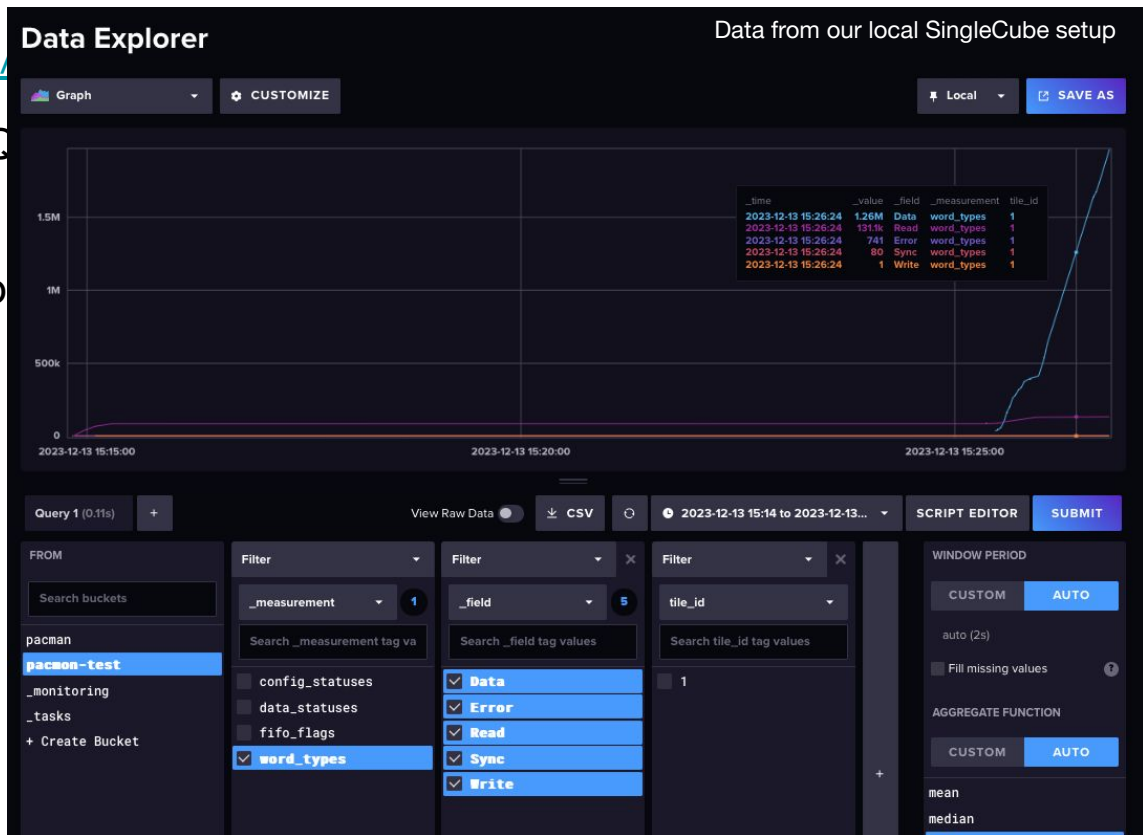 Data Explorer
Data from our local SingleCube setup
Graph
CUSTOMIZE
Local
SAVE AS
_time _value _field _measurement tile_id
2023-12-13 15:26:24 1.26M Data word_types 1
2023-12-13 15:26:24 131.1k Read word_types 1
2023-12-13 15:26:24 741 Error word_types 1
2023-12-13 15:26:24 80 Sync word_types 1
2023-12-13 15:26:24 1 Write word_types 1
1.5M
1M
500k
0
2023-12-13 15:15:00
2023-12-13 15:20:00
2023-12-13 15:25:00
Query 1 (0.11s)
+
View Raw Data
CSV
2023-12-13 15:14 to 2023-12-13...
SCRIPT EDITOR
SUBMIT
FROM
Search buckets
pacman
pacmon-test
_monitoring
_tasks
+ Create Bucket
Filter
_measurement
1
Search _measurement tag va
config_statuses
data_statuses
fifo_flags
word_types
Filter
_field
5
Search _field tag values
Data
Error
Read
Sync
Write
Filter
tile_id
Search tile_id tag values
1
+
WINDOW PERIOD
CUSTOM
AUTO
auto (2s)
Fill missing values
?
AGGREGATE FUNCTION
CUSTOM
AUTO
mean
median